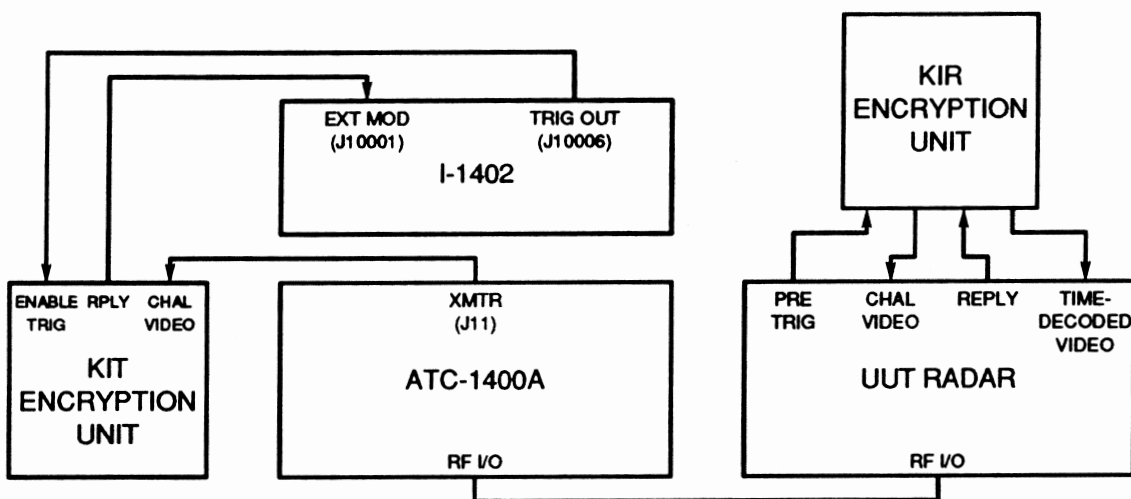 KIR
ENCRYPTION
UNIT
EXT MOD
(J10001)
TRIG OUT
(J10006)
I-1402
ENABLE
TRIG
RPLY
CHAL
VIDEO
KIT
ENCRYPTION
UNIT
XMTR
(J11)
ATC-1400A
RF I/O
PRE
TRIG
CHAL
VIDEO
REPLY
TIME-
DECODED
VIDEO
UUT RADAR
RF I/O